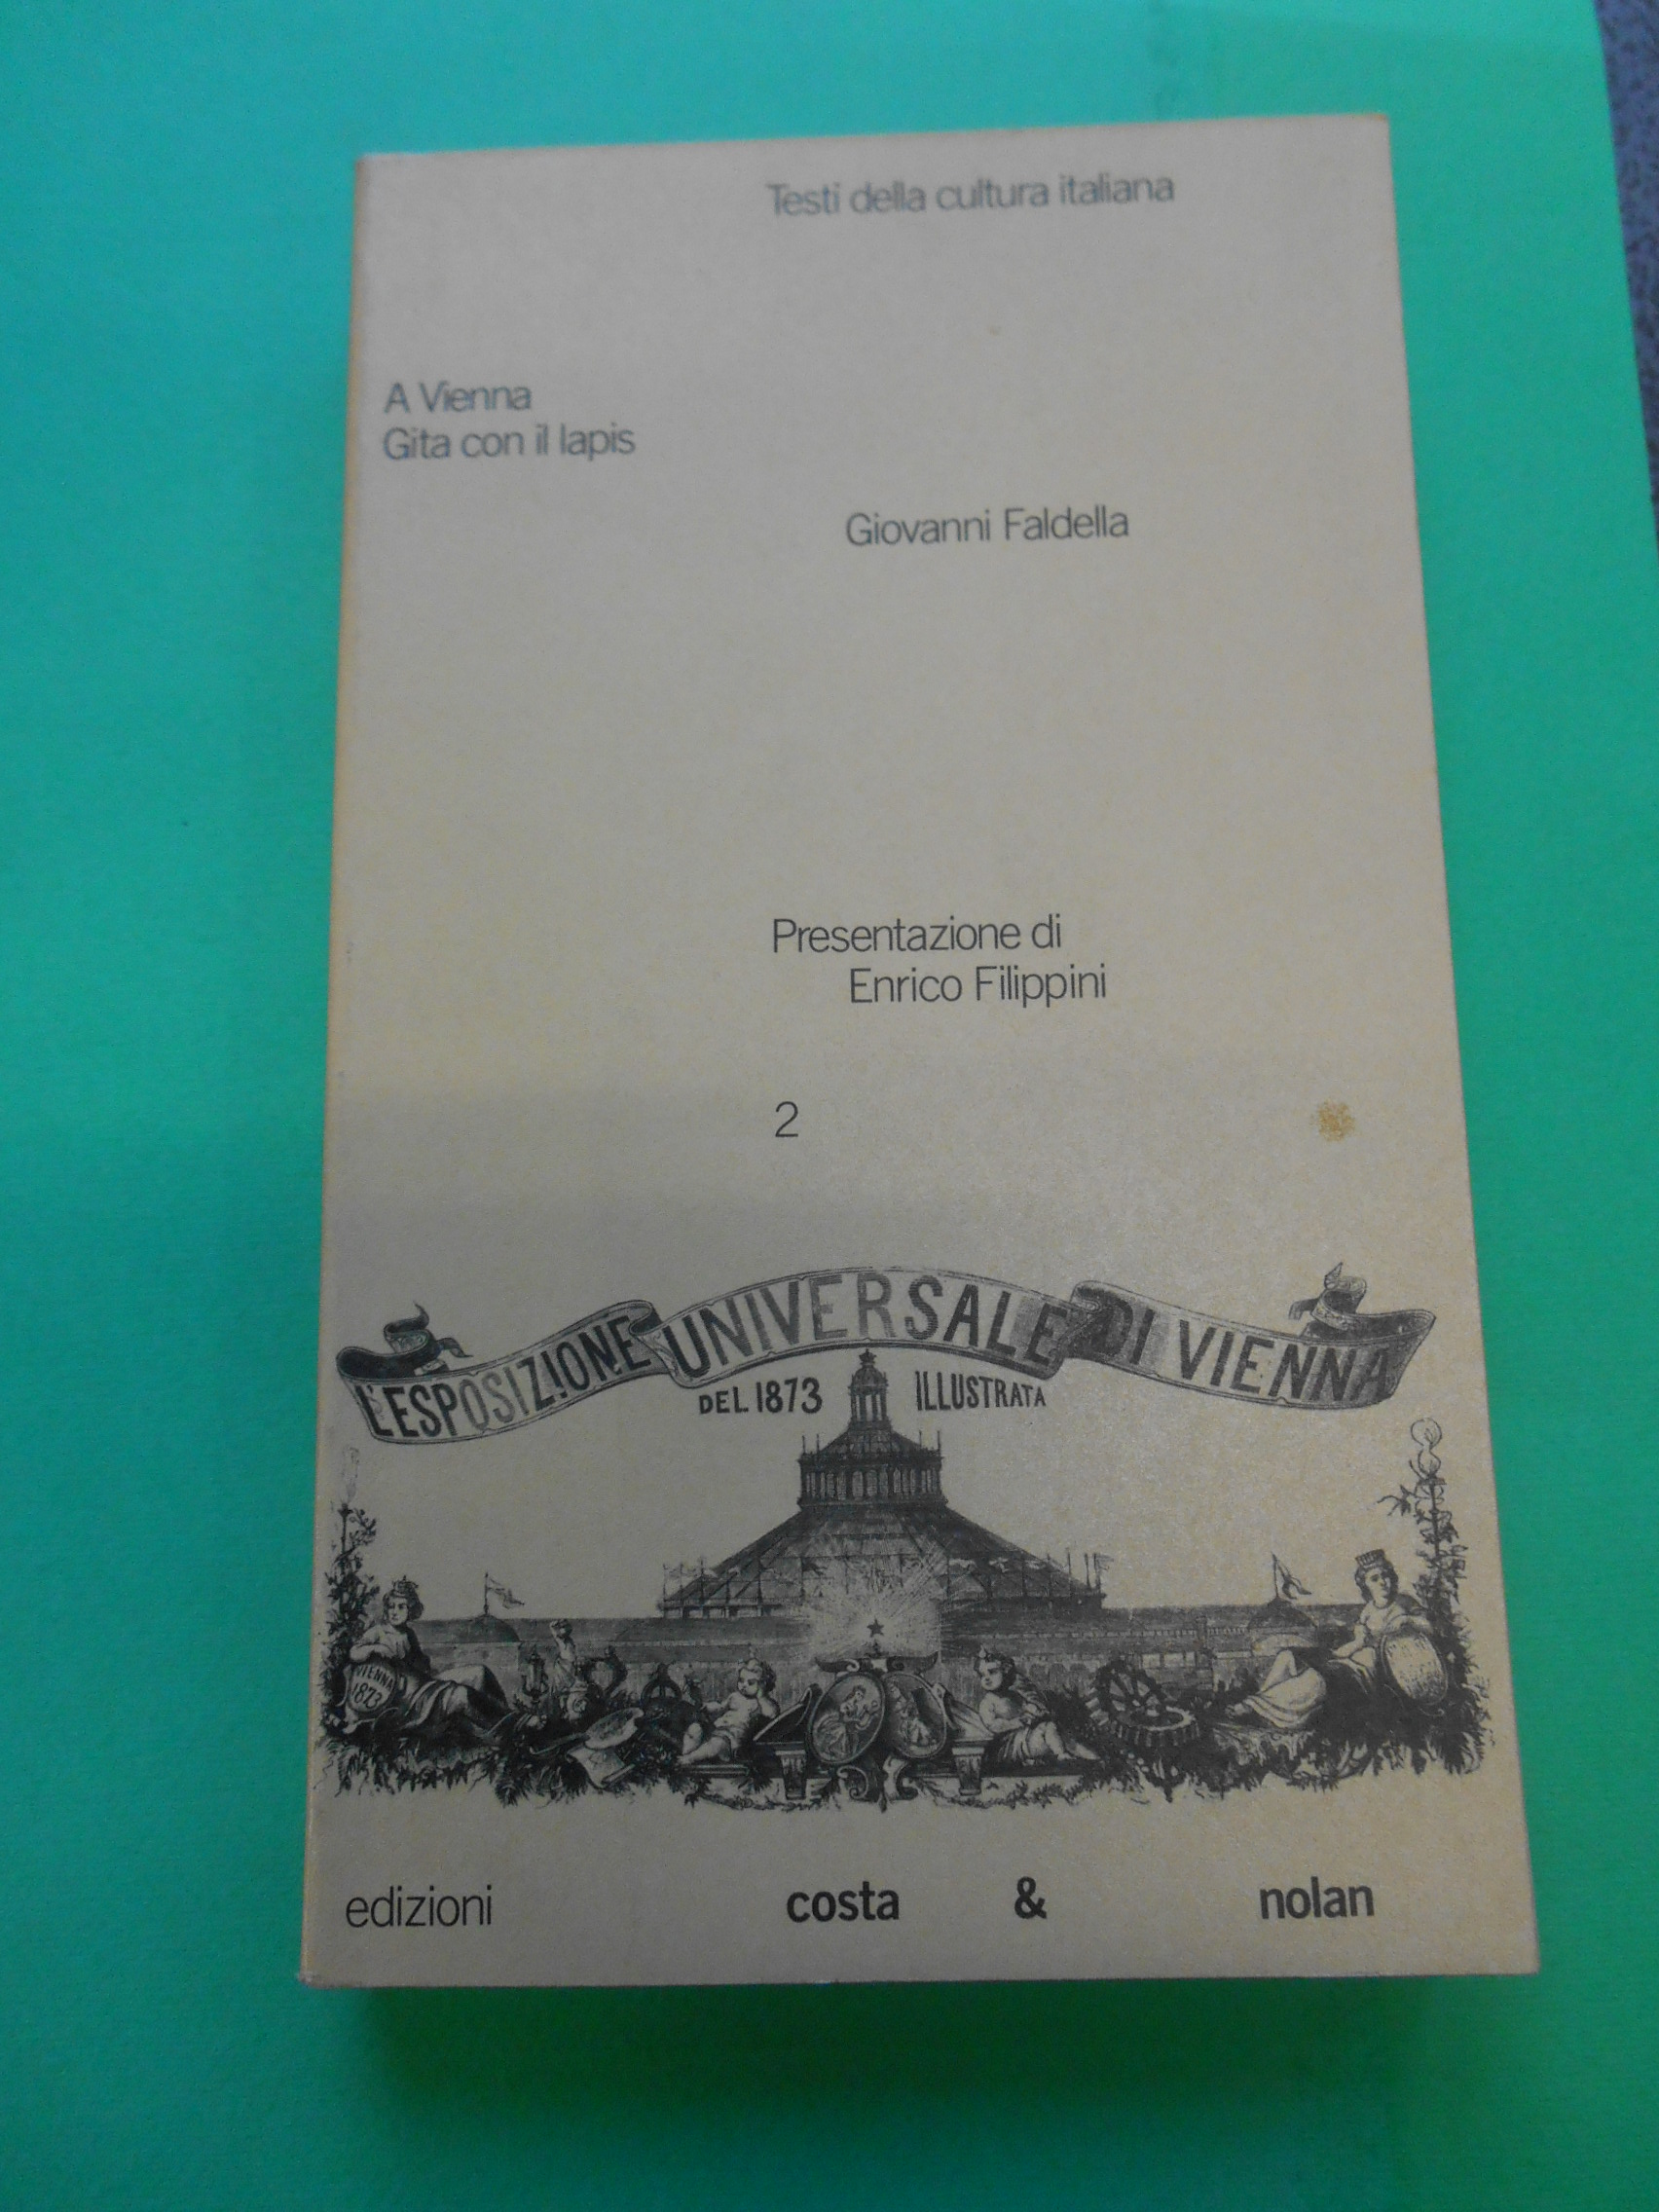 Testi della cultura italiana
A Vienna
Gita con il lapis
Giovanni Faldella
Presentazione di
Enrico Filippini
2
L'ESPOSIZIONE UNIVERSALE DI VIENNA
DEL 1873 ILLUSTRATA
VIENNA
1873
edizioni costa & nolan